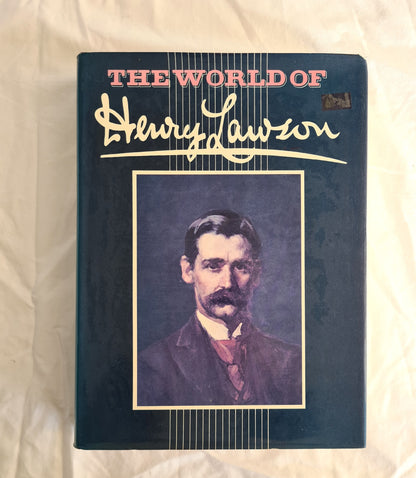 THE WORLD OF
Henry Lawson